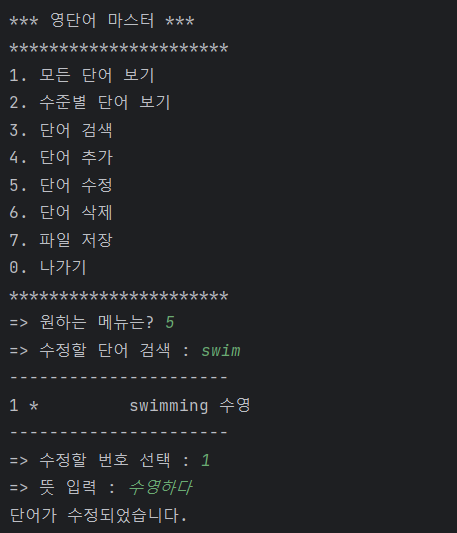 *** 영단어 마스터 ***
**********************
1. 모든 단어 보기
2. 수준별 단어 보기
3. 단어 검색
4. 단어 추가
5. 단어 수정
6. 단어 삭제
7. 파일 저장
0. 나가기
**********************
=> 원하는 메뉴는? 5
=> 수정할 단어 검색 : swim
----------------------
1 *         swimming 수영
----------------------
=> 수정할 번호 선택 : 1
=> 뜻 입력 : 수영하다
단어가 수정되었습니다.